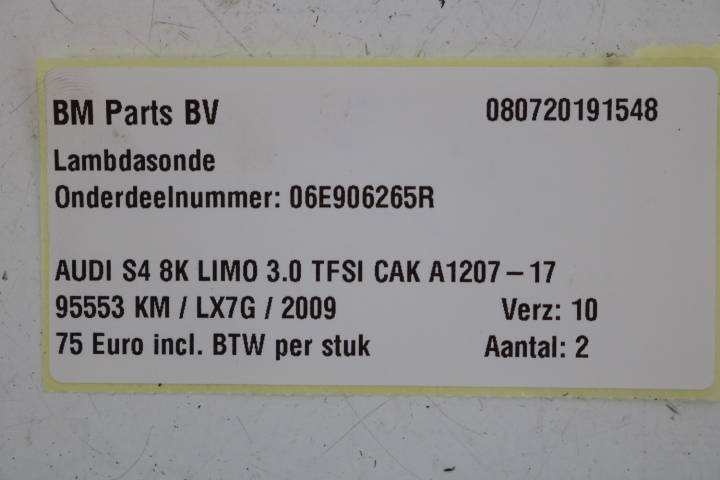 BM Parts BV 080720191548
Lambdasonde
Onderdeelnummer: 06E906265R
AUDI S4 8K LIMO 3.0 TFSI CAK A1207 – 17
95553 KM / LX7G / 2009 Verz: 10
75 Euro incl. BTW per stuk Aantal: 2